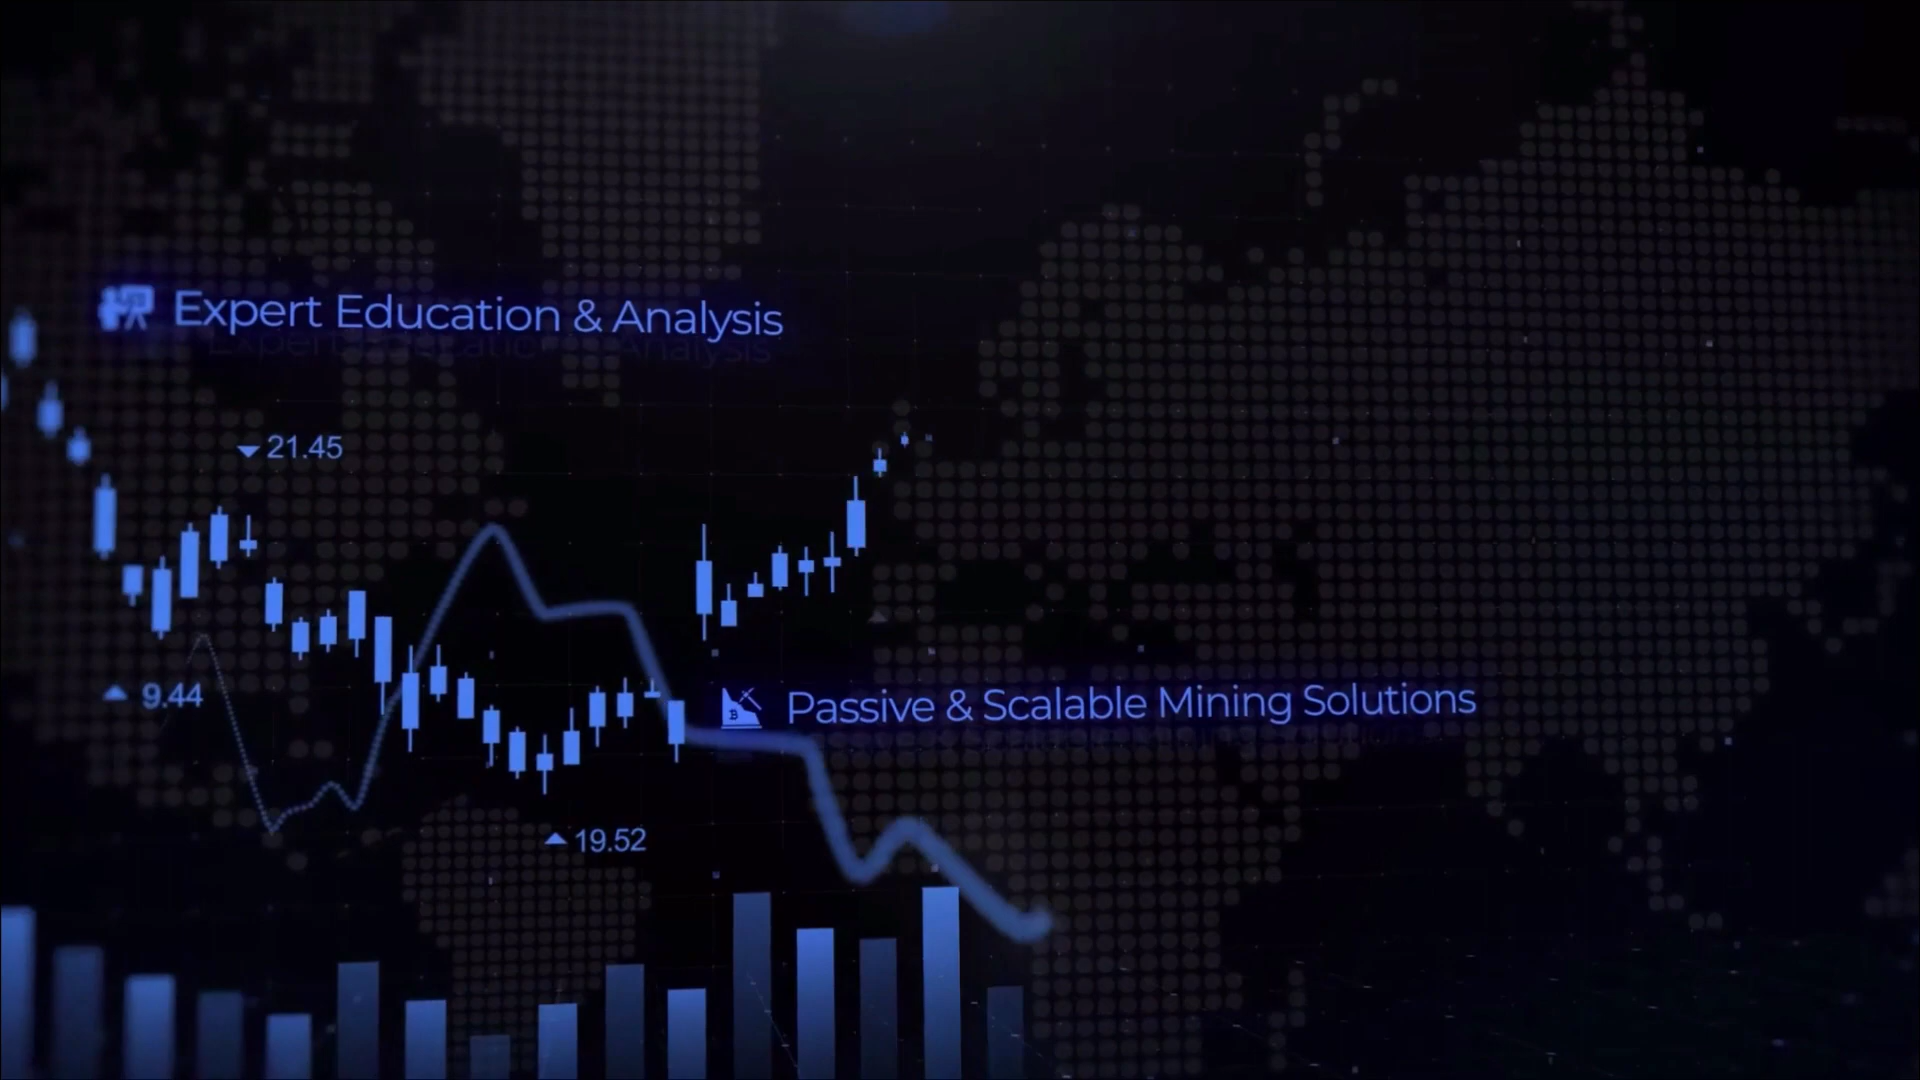 Expert Education & Analysis
21.45
9.44
Passive & Scalable Mining Solutions
19.52